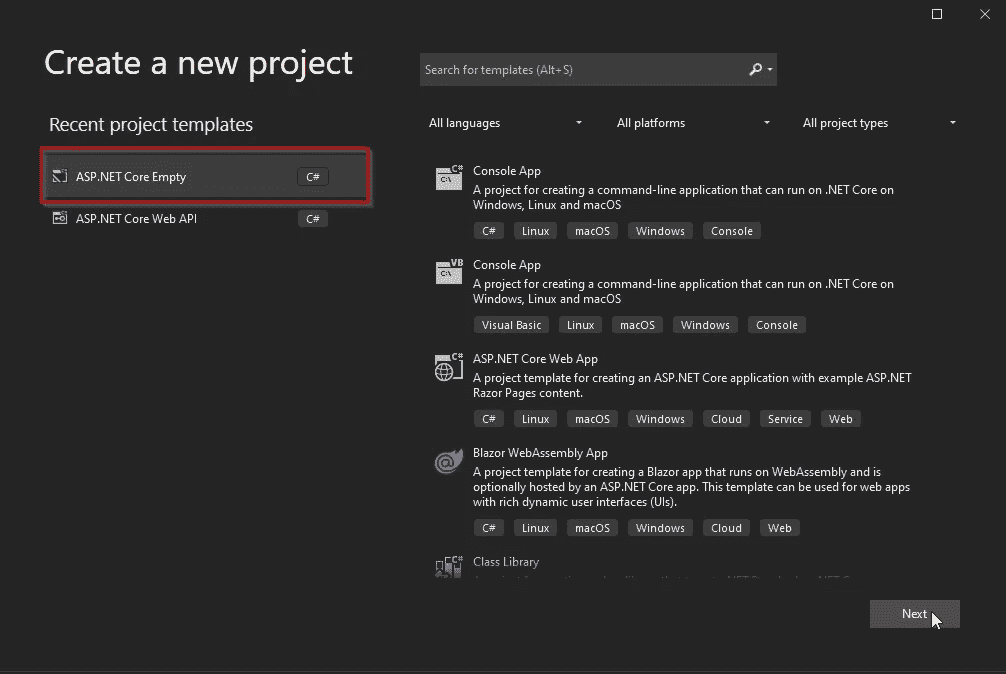 Create a new project
Search for templates (Alt+S)
Recent project templates
All languages
All platforms
All project types
ASP.NET Core Empty
C#
ASP.NET Core Web API
C#
C#
Console App
A project for creating a command-line application that can run on .NET Core on
Windows, Linux and macOS
C#
Linux
macOS
Windows
Console
VB
Console App
A project for creating a command-line application that can run on .NET Core on
Windows, Linux and macOS
Visual Basic
Linux
macOS
Windows
Console
C#
ASP.NET Core Web App
A project template for creating an ASP.NET Core application with example ASP.NET
Razor Pages content.
C#
Linux
macOS
Windows
Cloud
Service
Web
Blazor WebAssembly App
A project template for creating a Blazor app that runs on WebAssembly and is
optionally hosted by an ASP.NET Core app. This template can be used for web apps
with rich dynamic user interfaces (UIs).
C#
Linux
macOS
Windows
Cloud
Web
C#
Class Library
Next